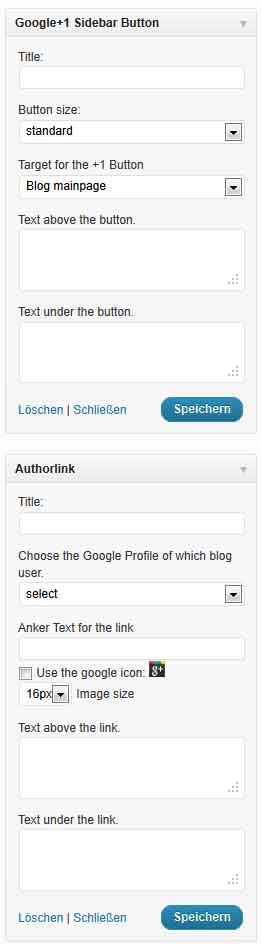 Google+1 Sidebar Button
Title:
Button size:
standard
Target for the +1 Button
Blog mainpage
Text above the button.
Text under the button.
Löschen | Schließen
Speichern
Authorlink
Title:
Choose the Google Profile of which blog
user.
select
Anker Text for the link
Use the google icon: g+
16px Image size
Text above the link.
Text under the link.
Löschen | Schließen
Speichern